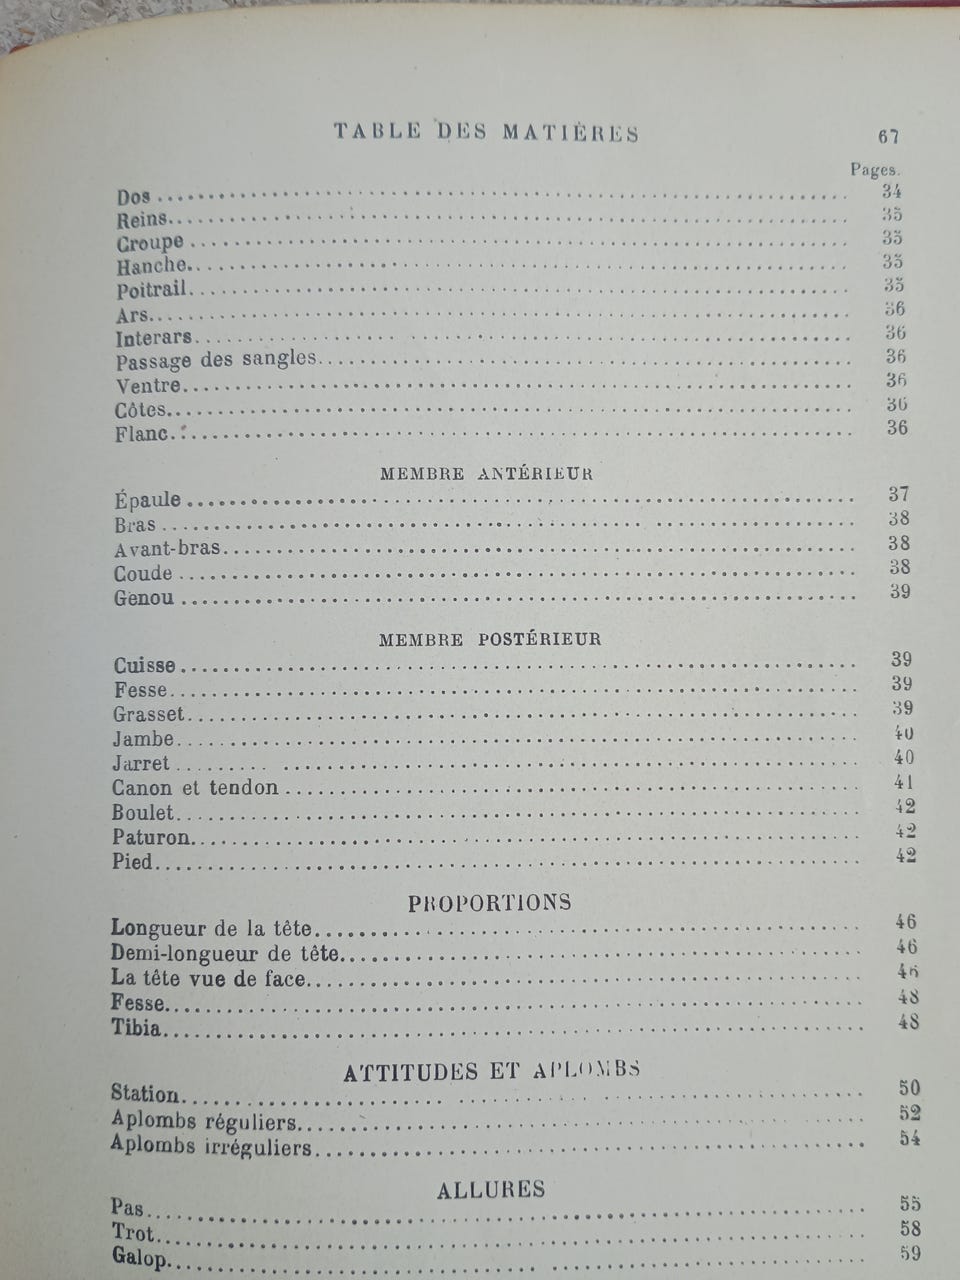 TABLE DES MATIÈRES 67
Pages.
Dos 34
Reins 35
Croupe 35
Hanche 35
Poitrail 35
Ars 36
Interars 36
Passage des sangles 36
Ventre 36
Côtes 36
Flanc 36
MEMBRE ANTÉRIEUR
Épaule 37
Bras 38
Avant-bras 38
Coude 38
Genou 39
MEMBRE POSTÉRIEUR
Cuisse 39
Fesse 39
Grasset 39
Jambe 40
Jarret 40
Canon et tendon 41
Boulet 42
Paturon 42
Pied 42
PROPORTIONS
Longueur de la tête 46
Demi-longueur de tête 46
La tête vue de face 46
Fesse 48
Tibia 48
ATTITUDES ET APLOMBS
Station 50
Aplombs réguliers 52
Aplombs irréguliers 54
ALLURES
Pas 55
Trot 58
Galop 59